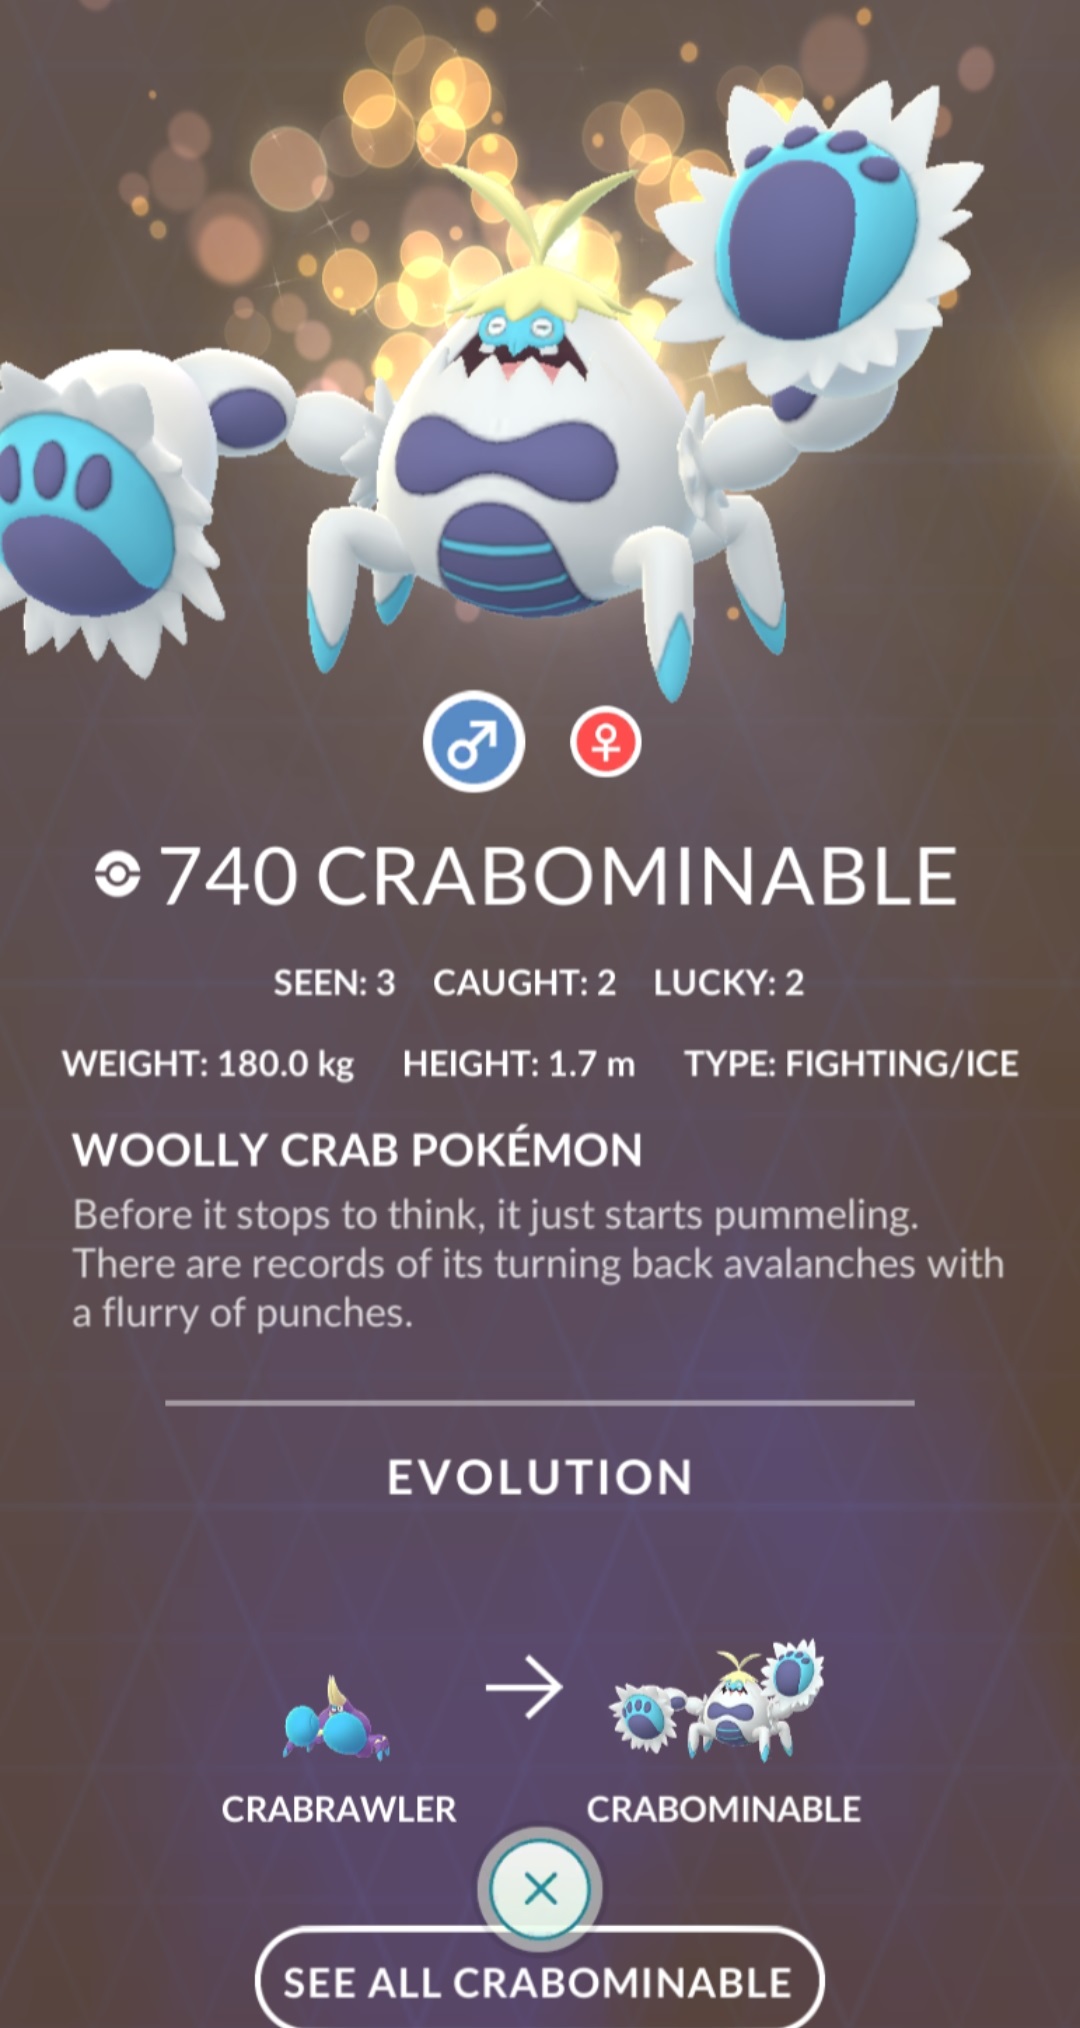 740 CRABOMINABLE
SEEN: 3 CAUGHT: 2 LUCKY: 2
WEIGHT: 180.0 kg HEIGHT: 1.7 m TYPE: FIGHTING/ICE
WOOLLY CRAB POKÉMON
Before it stops to think, it just starts pummeling.
There are records of its turning back avalanches with
a flurry of punches.
EVOLUTION
CRABRAWLER CRABOMINABLE
SEE ALL CRABOMINABLE